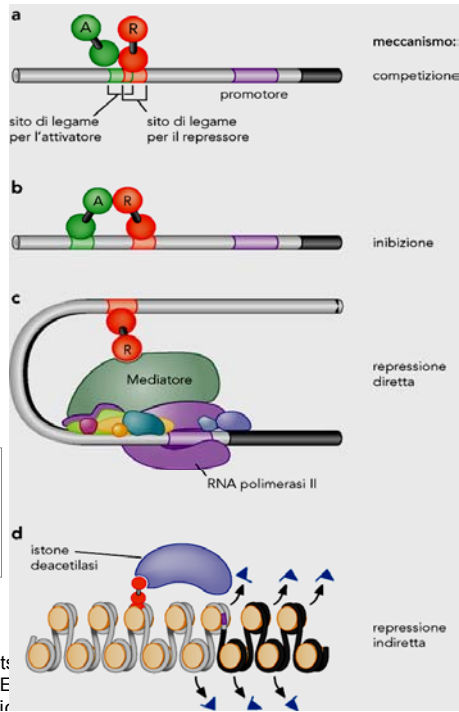 a
A
R
meccanismo:
competizione
promotore
sito di legame
per l'attivatore
sito di legame
per il repressore
b
A
R
inibizione
c
R
Mediatore
repressione
diretta
RNA polimerasi II
d
istone
deacetilasi
repressione
indiretta